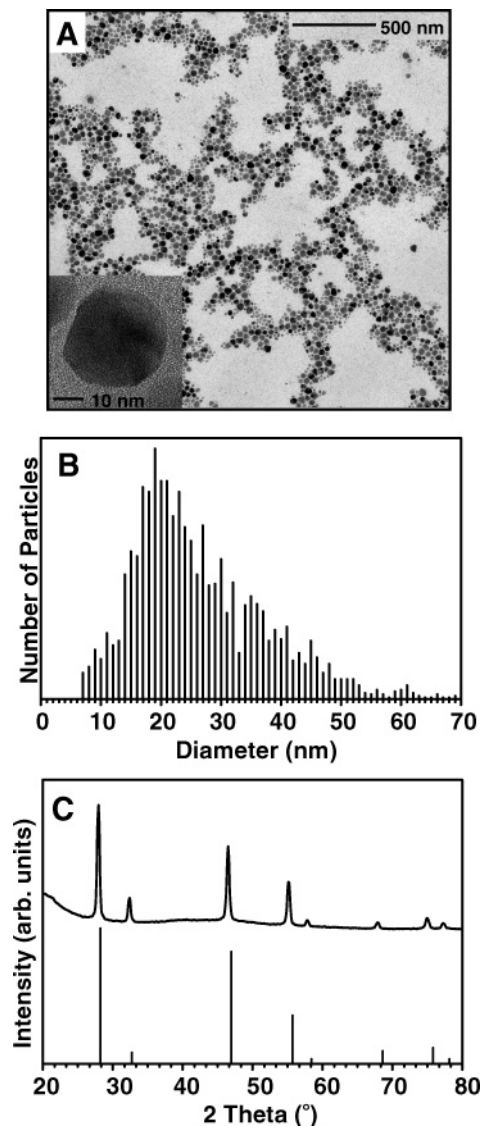 A
500 nm
10 nm
B
Number of Particles
0 10 20 30 40 50 60 70
Diameter (nm)
C
Intensity (arb. units)
20 30 40 50 60 70 80
2 Theta (°)